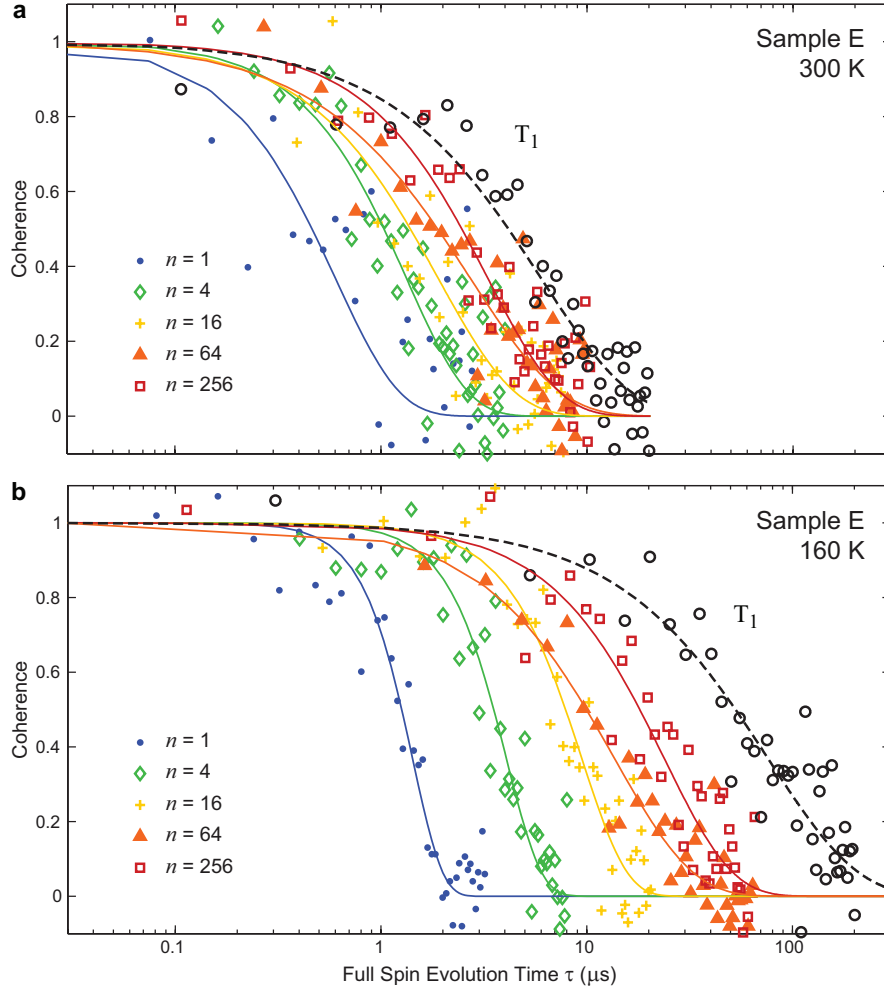 a
Sample E
300 K
T1
1
0.8
0.6
0.4
0.2
0
Coherence
n = 1
n = 4
n = 16
n = 64
n = 256
b
Sample E
160 K
T1
1
0.8
0.6
0.4
0.2
0
Coherence
n = 1
n = 4
n = 16
n = 64
n = 256
0.1 1 10 100
Full Spin Evolution Time τ (μs)